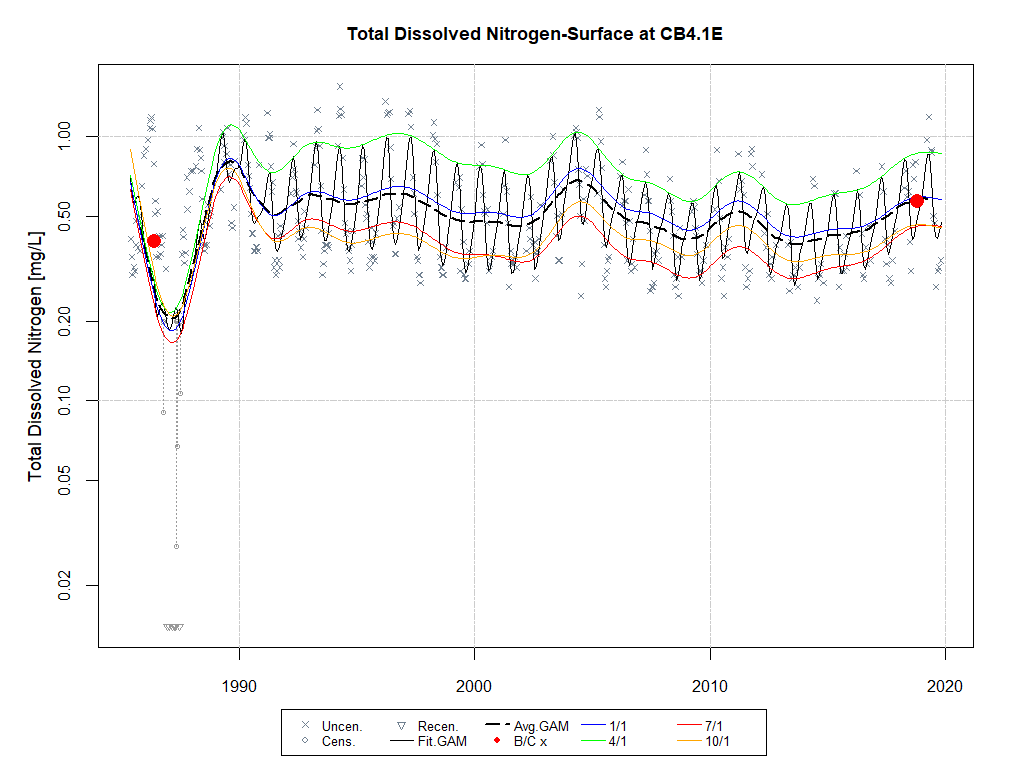 Total Dissolved Nitrogen-Surface at CB4.1E
Total Dissolved Nitrogen [mg/L]
1.00
0.50
0.20
0.10
0.05
0.02
1990 2000 2010 2020
Uncen. Recen. Avg.GAM 1/1 7/1
Cens. Fit.GAM B/C x 4/1 10/1